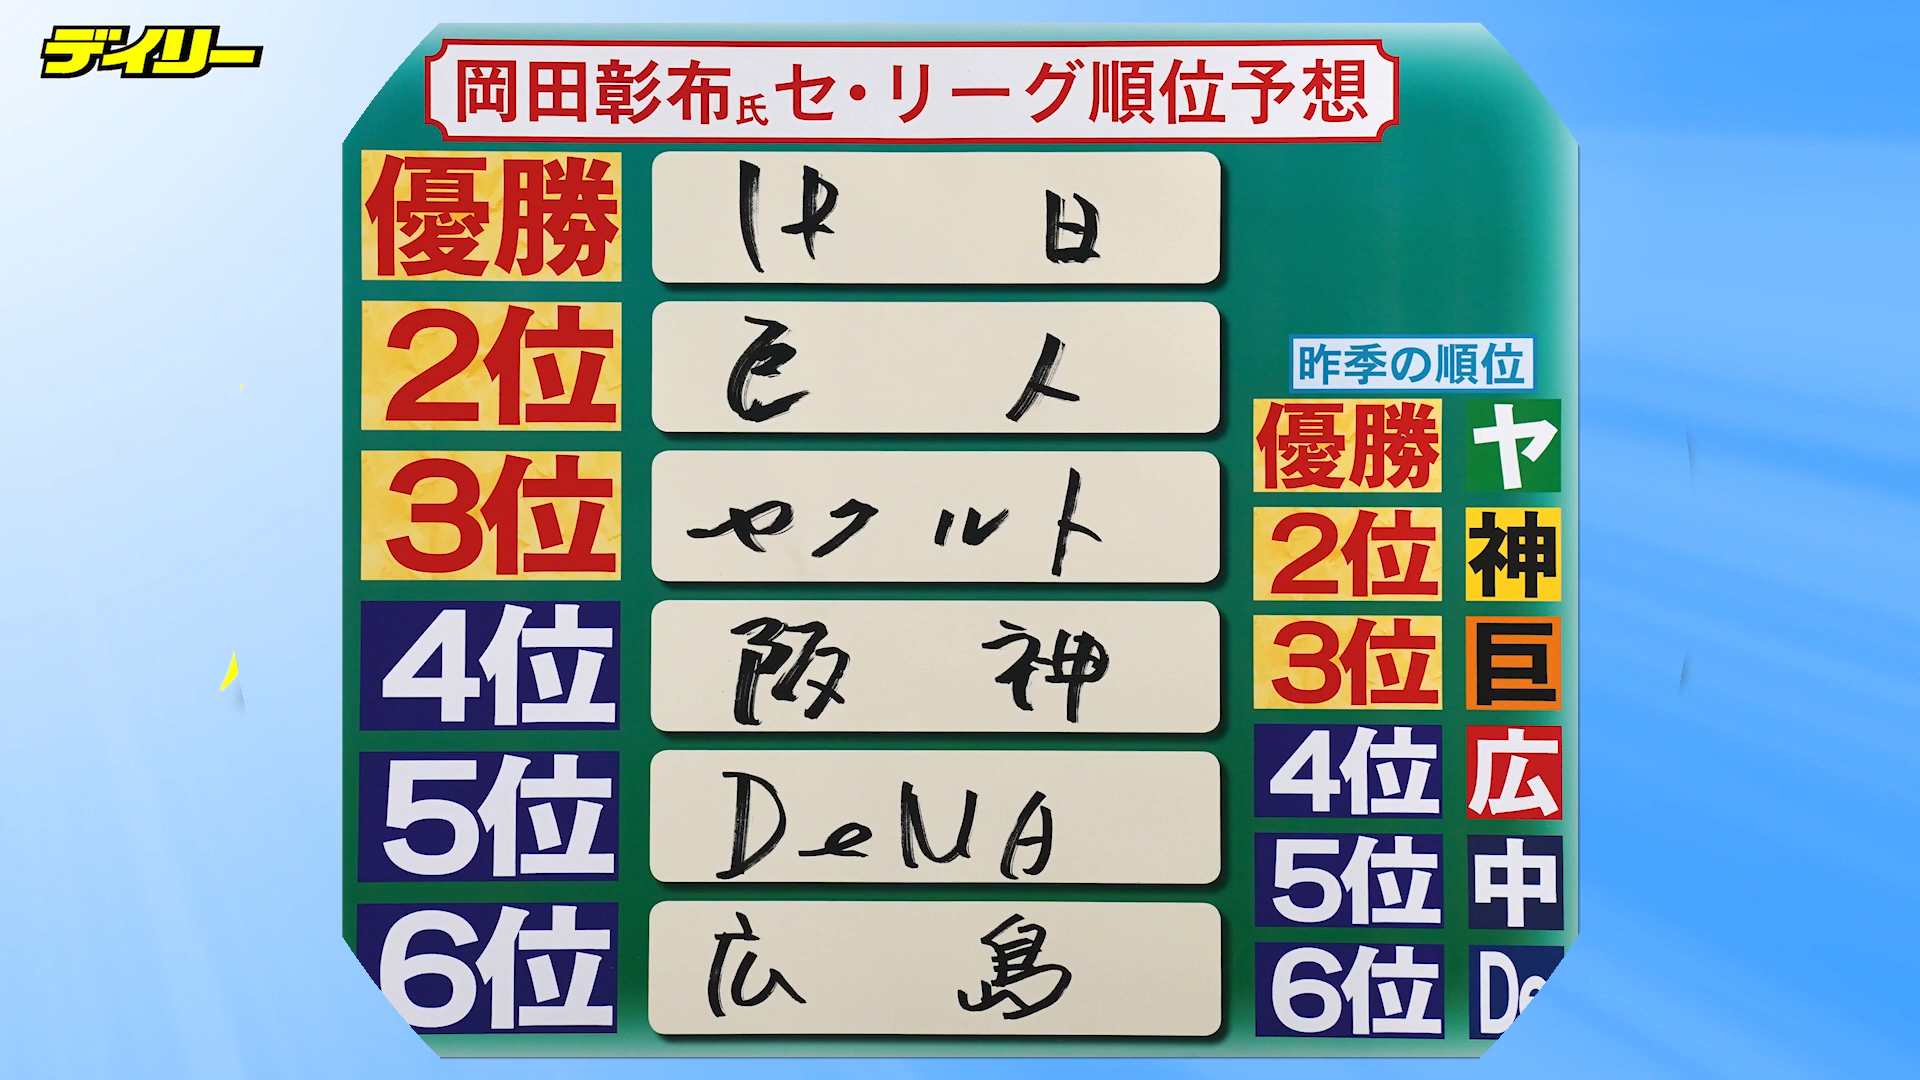 デイリー
岡田彰布氏セ・リーグ順位予想
優勝 中日
2位 巨人
3位 ヤクルト
4位 阪神
5位 DeNA
6位 広島
昨季の順位
優勝 ヤ
2位 神
3位 巨
4位 広
5位 中
6位 De